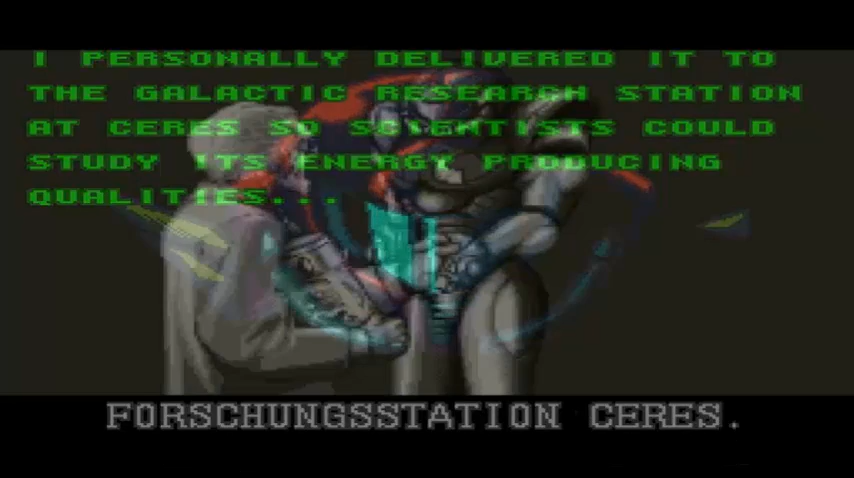 I PERSONALLY DELIVERED IT TO
THE GALACTIC RESEARCH STATION
AT CERES SO SCIENTISTS COULD
STUDY ITS ENERGY PRODUCING
QUALITIES...
FORSCHUNGSSTATION CERES.